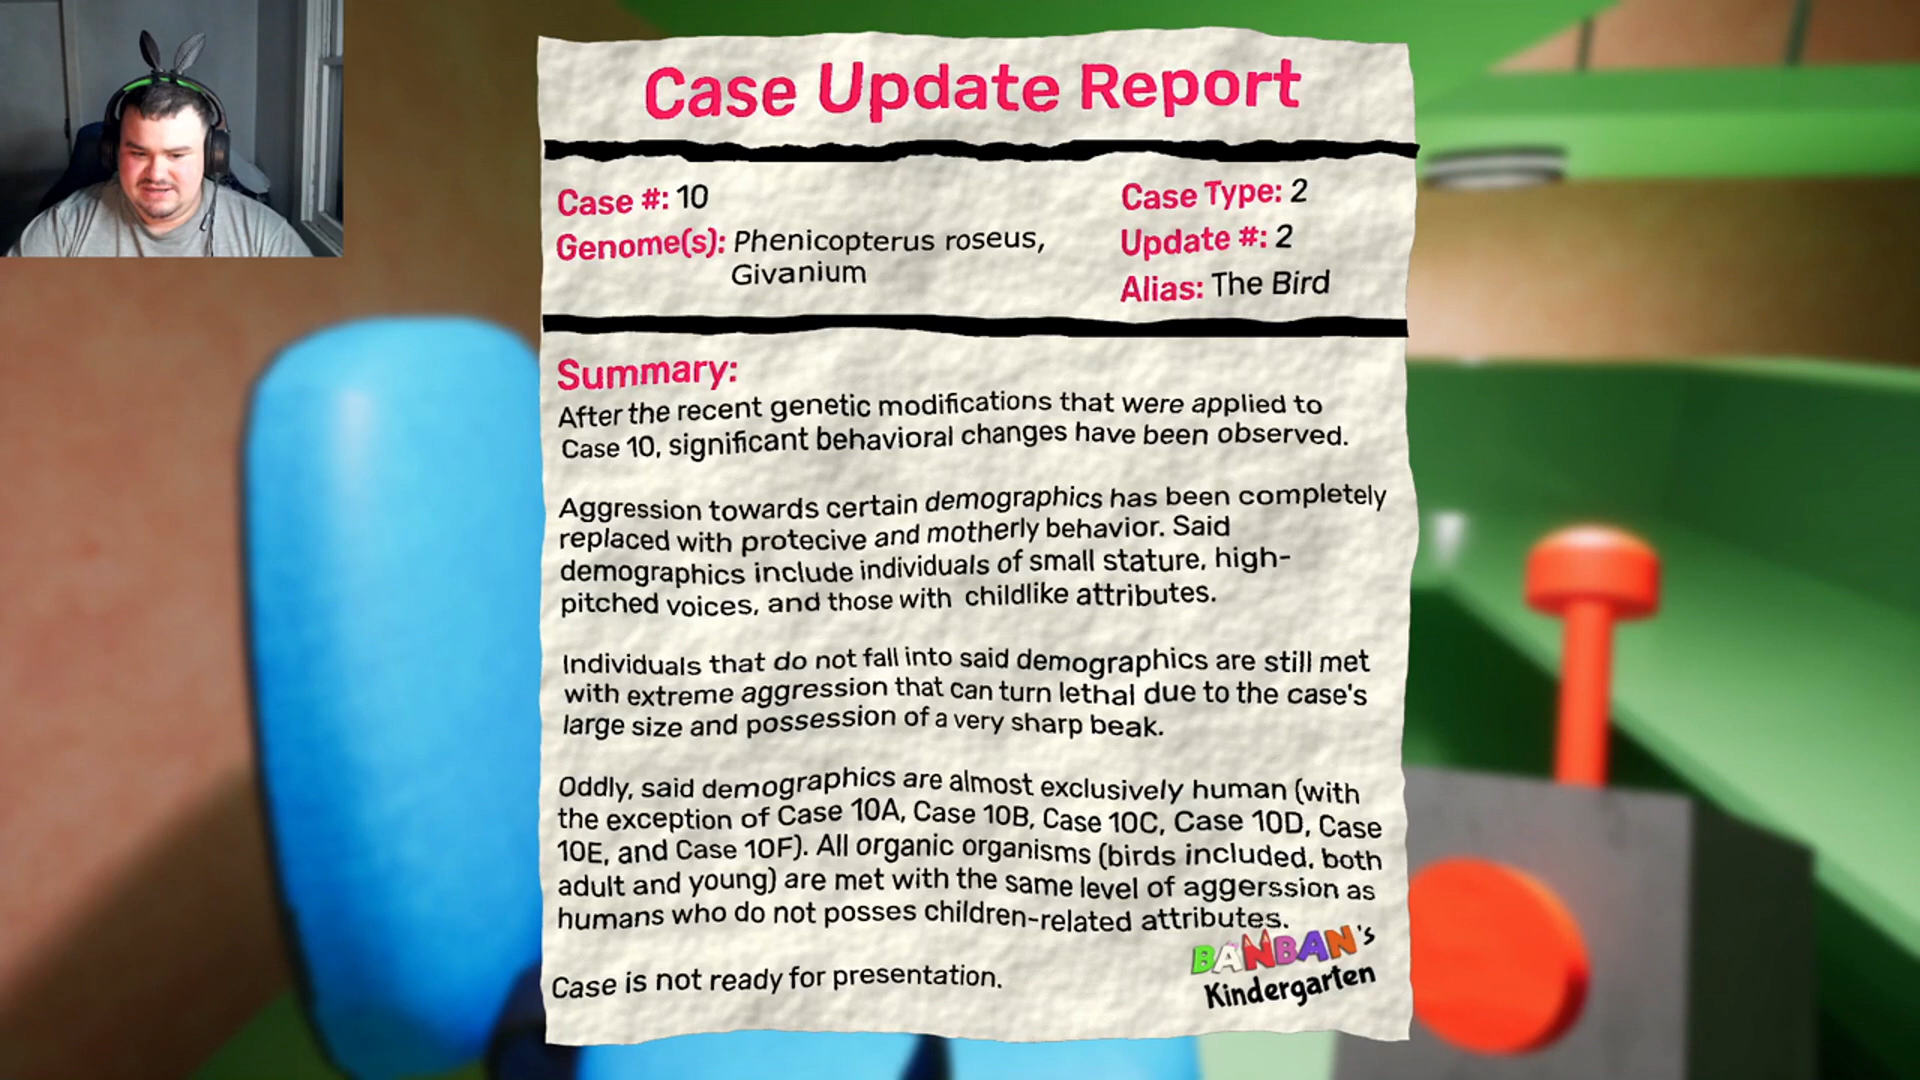 Case Update Report
Case #: 10
Case Type: 2
Genome(s): Phenicopterus roseus,
Givanium
Update #: 2
Alias: The Bird
Summary:
After the recent genetic modifications that were applied to
Case 10, significant behavioral changes have been observed.
Aggression towards certain demographics has been completely
replaced with protecive and motherly behavior. Said
demographics include individuals of small stature, high-
pitched voices, and those with childlike attributes.
Individuals that do not fall into said demographics are still met
with extreme aggression that can turn lethal due to the case's
large size and possession of a very sharp beak.
Oddly, said demographics are almost exclusively human (with
the exception of Case 10A, Case 10B, Case 10C, Case 10D, Case
10E, and Case 10F). All organic organisms (birds included, both
adult and young) are met with the same level of aggerssion as
humans who do not posses children-related attributes.
BANBAN's
Kindergarten
Case is not ready for presentation.